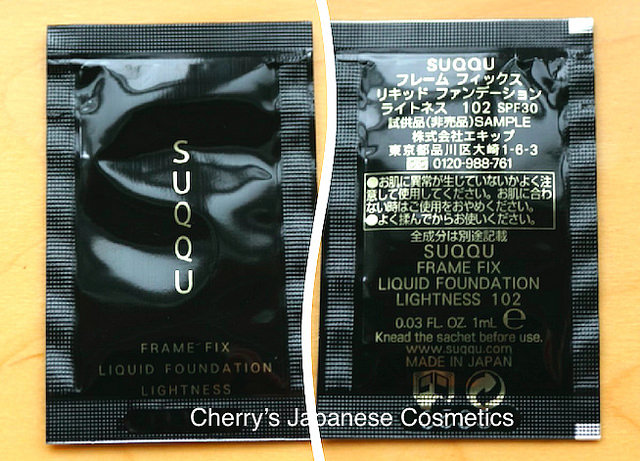 SUQQU
FRAME FIX
LIQUID FOUNDATION
LIGHTNESS
SUQQU
フレーム フィックス
リキッド ファンデーション
ライトネス 102 SPF30
試供品(非売品)SAMPLE
株式会社エキップ
東京都品川区大崎1-6-3
0120-988-761
●お肌に異常が生じていないかよく注
意して使用してください。お肌に合わ
ない時はご使用をおやめください。
●よく揉んでからお使いください。
全成分は別途記載
SUQQU
FRAME FIX
LIQUID FOUNDATION
LIGHTNESS 102
0.03 FL. OZ. 1mL ℮
Knead the sachet before use.
www.suqqu.com
MADE IN JAPAN
Cherry's Japanese Cosmetics